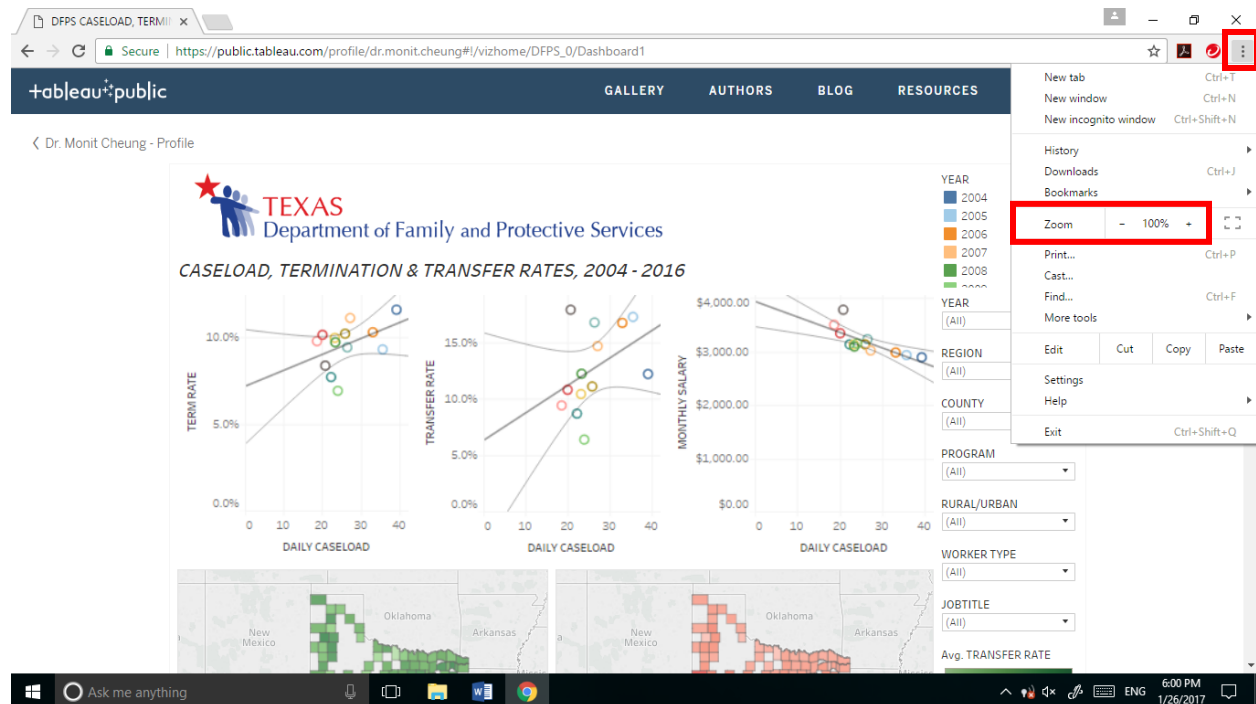 DFPS CASELOAD, TERMI
Secure | https://public.tableau.com/profile/dr.monit.cheung#!/vizhome/DFPS_0/Dashboard1
+ableau public
GALLERY AUTHORS BLOG RESOURCES
Dr. Monit Cheung - Profile
New tab Ctrl+T
New window Ctrl+N
New incognito window Ctrl+Shift+N
History
Downloads Ctrl+J
Bookmarks
Zoom - 100% +
Print... Ctrl+P
Cast...
Find... Ctrl+F
More tools
Edit Cut Copy Paste
Settings
Help
Exit Ctrl+Shift+Q
TEXAS
Department of Family and Protective Services
CASELOAD, TERMINATION & TRANSFER RATES, 2004 - 2016
TERM RATE
10.0%
5.0%
0.0%
0 10 20 30 40
DAILY CASELOAD
TRANSFER RATE
15.0%
10.0%
5.0%
0.0%
0 10 20 30 40
DAILY CASELOAD
MONTHLY SALARY
$4,000.00
$3,000.00
$2,000.00
$1,000.00
$0.00
0 10 20 30 40
DAILY CASELOAD
YEAR
2004
2005
2006
2007
2008
YEAR
(All)
REGION
(All)
COUNTY
(All)
PROGRAM
(All)
RURAL/URBAN
(All)
WORKER TYPE
(All)
JOBTITLE
(All)
Avg. TRANSFER RATE
Oklahoma
New
Mexico
Arkansas
Oklahoma
New
Mexico
Arkansas
Ask me anything
ENG
6:00 PM
1/26/2017